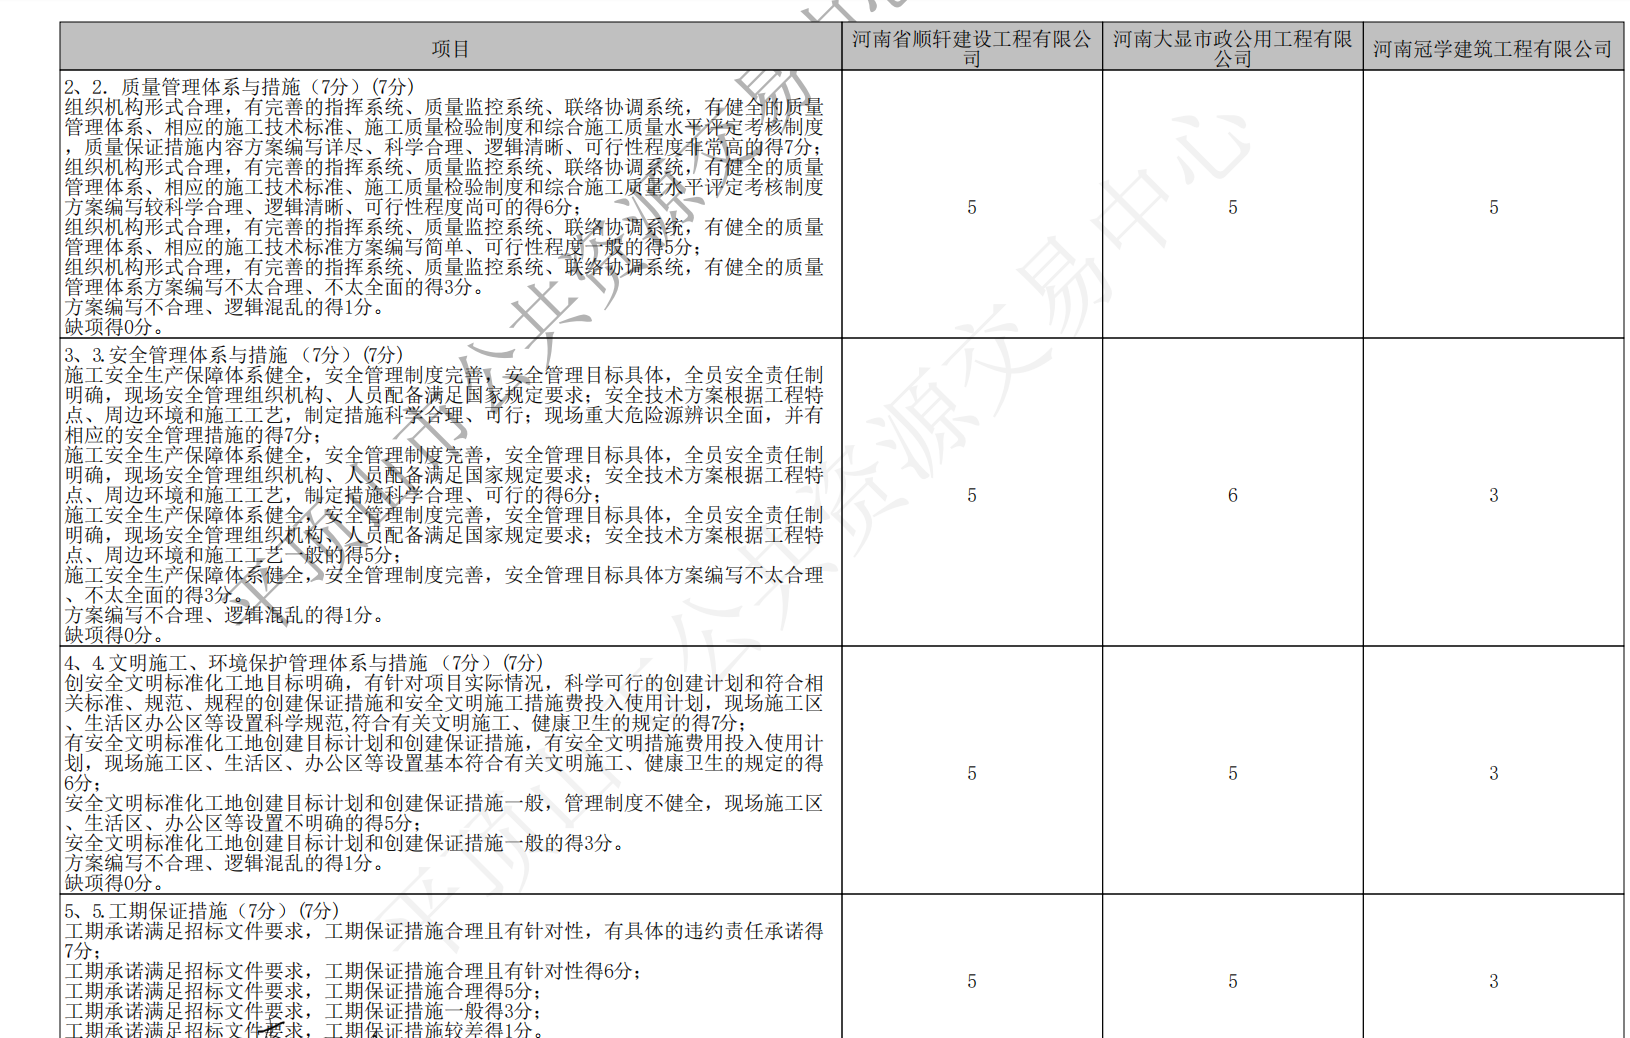 项目
河南省顺轩建设工程有限公
司
河南大显市政公用工程有限
公司
河南冠学建筑工程有限公司
2、2. 质量管理体系与措施（7分）(7分)
组织机构形式合理，有完善的指挥系统、质量监控系统、联络协调系统，有健全的质量
管理体系、相应的施工技术标准、施工质量检验制度和综合施工质量水平评定考核制度
，质量保证措施内容方案编写详尽、科学合理、逻辑清晰、可行性程度非常高的得7分；
组织机构形式合理，有完善的指挥系统、质量监控系统、联络协调系统，有健全的质量
管理体系、相应的施工技术标准、施工质量检验制度和综合施工质量水平评定考核制度
方案编写较科学合理、逻辑清晰、可行性程度尚可的得6分；
组织机构形式合理，有完善的指挥系统、质量监控系统、联络协调系统，有健全的质量
管理体系、相应的施工技术标准方案编写简单、可行性程度一般的得5分；
组织机构形式合理，有完善的指挥系统、质量监控系统、联络协调系统，有健全的质量
管理体系方案编写不太合理、不太全面的得3分。
方案编写不合理、逻辑混乱的得1分。
缺项得0分。
5
5
5
3、3.安全管理体系与措施 （7分）(7分)
施工安全生产保障体系健全，安全管理制度完善，安全管理目标具体，全员安全责任制
明确，现场安全管理组织机构、人员配备满足国家规定要求；安全技术方案根据工程特
点、周边环境和施工工艺，制定措施科学合理、可行；现场重大危险源辨识全面，并有
相应的安全管理措施的得7分；
施工安全生产保障体系健全，安全管理制度完善，安全管理目标具体，全员安全责任制
明确，现场安全管理组织机构、人员配备满足国家规定要求；安全技术方案根据工程特
点、周边环境和施工工艺，制定措施科学合理、可行的得6分；
施工安全生产保障体系健全，安全管理制度完善，安全管理目标具体，全员安全责任制
明确，现场安全管理组织机构、人员配备满足国家规定要求；安全技术方案根据工程特
点、周边环境和施工工艺一般的得5分；
施工安全生产保障体系健全，安全管理制度完善，安全管理目标具体方案编写不太合理
、不太全面的得3分。
方案编写不合理、逻辑混乱的得1分。
缺项得0分。
5
6
3
4、4.文明施工、环境保护管理体系与措施 （7分）(7分)
创安全文明标准化工地目标明确，有针对项目实际情况，科学可行的创建计划和符合相
关标准、规范、规程的创建保证措施和安全文明施工措施费投入使用计划，现场施工区
、生活区办公区等设置科学规范,符合有关文明施工、健康卫生的规定的得7分；
有安全文明标准化工地创建目标计划和创建保证措施，有安全文明措施费用投入使用计
划，现场施工区、生活区、办公区等设置基本符合有关文明施工、健康卫生的规定的得
6分；
安全文明标准化工地创建目标计划和创建保证措施一般，管理制度不健全，现场施工区
、生活区、办公区等设置不明确的得5分；
安全文明标准化工地创建目标计划和创建保证措施一般的得3分。
方案编写不合理、逻辑混乱的得1分。
缺项得0分。
5
5
3
5、5.工期保证措施（7分）(7分)
工期承诺满足招标文件要求，工期保证措施合理且有针对性，有具体的违约责任承诺得
7分；
工期承诺满足招标文件要求，工期保证措施合理且有针对性得6分；
工期承诺满足招标文件要求，工期保证措施合理得5分；
工期承诺满足招标文件要求，工期保证措施一般得3分；
工期承诺满足招标文件要求，工期保证措施较差得1分。
5
5
3
平顶山市公共资源交易中心
平顶山市公共资源交易中心